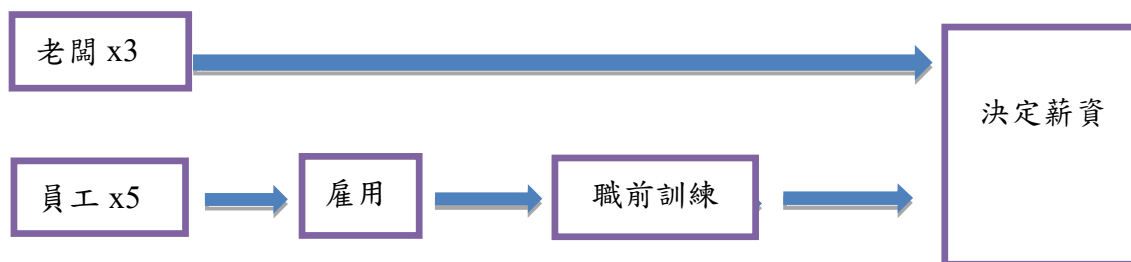 老闆 x3
決定薪資
員工 x5
雇用
職前訓練